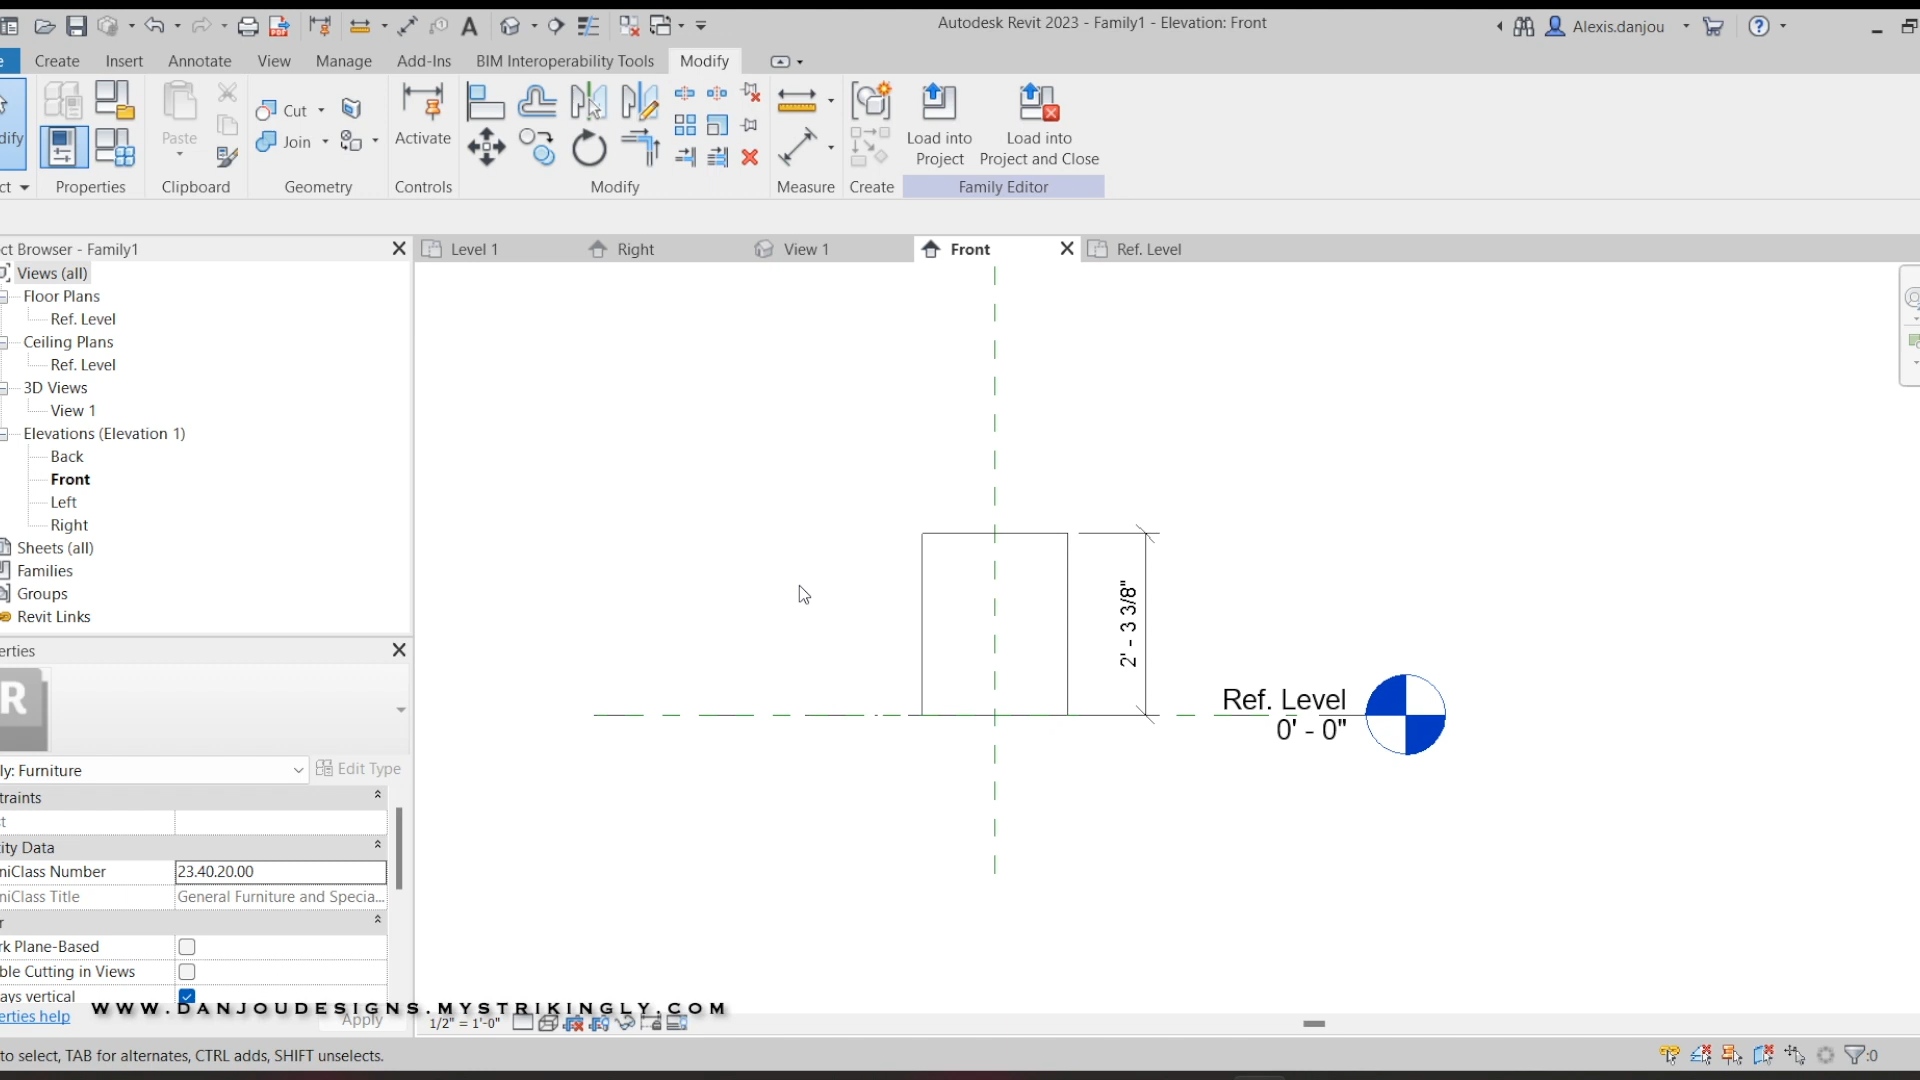 Autodesk Revit 2023 - Family1 - Elevation: Front
Alexis.danjou
Create Insert Annotate View Manage Add-Ins BIM Interoperability Tools Modify
dify
Paste
Cut
Join
Activate
Load into Project
Load into Project and Close
ct Properties Clipboard Geometry Controls Modify Measure Create Family Editor
ct Browser - Family1
Level 1 Right View 1 Front Ref. Level
Views (all)
Floor Plans
Ref. Level
Ceiling Plans
Ref. Level
3D Views
View 1
Elevations (Elevation 1)
Back
Front
Left
Right
Sheets (all)
Families
Groups
Revit Links
2' - 3 3/8"
Ref. Level
0' - 0"
erties
R
ly: Furniture
Edit Type
traints
t
ity Data
niClass Number 23.40.20.00
niClass Title General Furniture and Specia...
r
rk Plane-Based
ble Cutting in Views
ays vertical
erties help
Apply
WWW.DANJOUDESIGNS.MYSTRIKINGLY.COM
1/2" = 1'-0"
to select, TAB for alternates, CTRL adds, SHIFT unselects.
:0